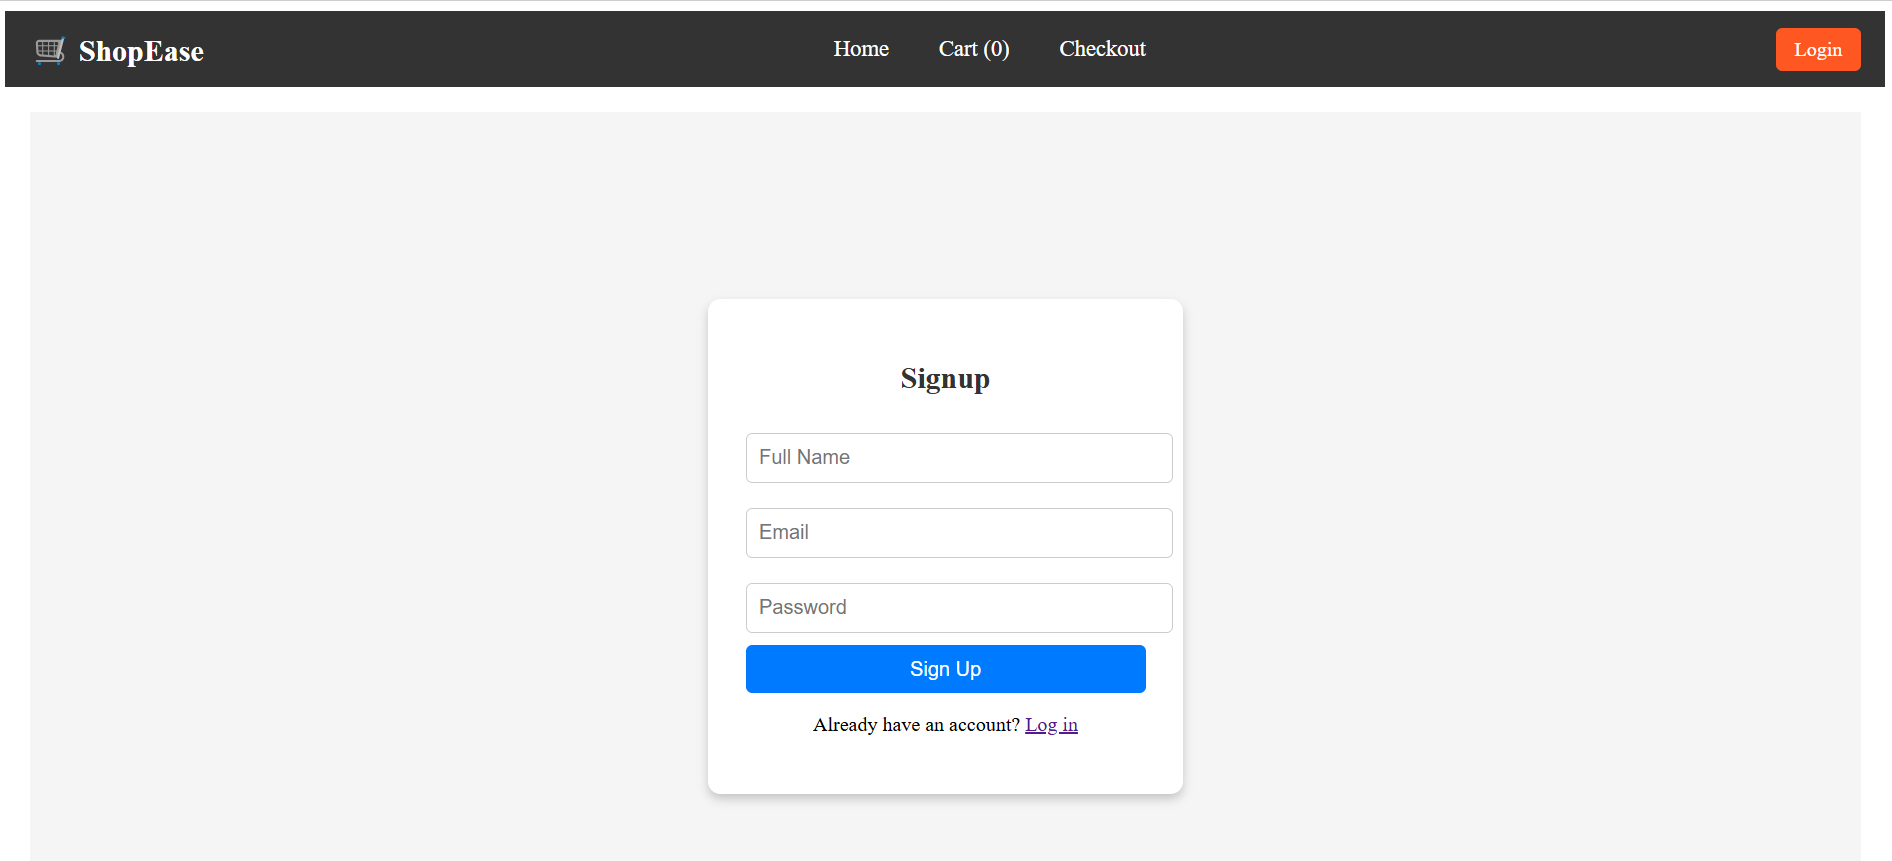 ShopEase
Home Cart (0) Checkout
Login
Signup
Full Name
Email
Password
Sign Up
Already have an account? Log in